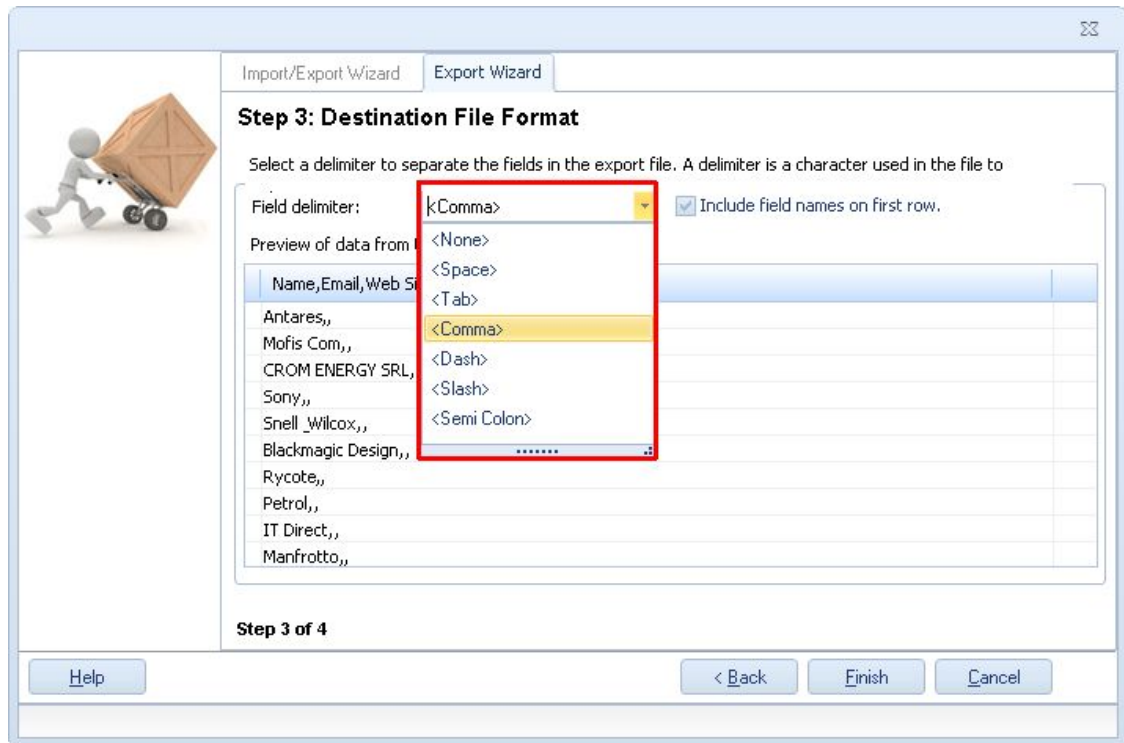 Import/Export Wizard
Export Wizard
Step 3: Destination File Format
Select a delimiter to separate the fields in the export file. A delimiter is a character used in the file to
Field delimiter:
<Comma>
Include field names on first row.
<None>
<Space>
<Tab>
<Comma>
<Dash>
<Slash>
<Semi Colon>
Preview of data from
Name,Email,Web Si
Antares,,
Mofis Com,,
CROM ENERGY SRL,
Sony,,
Snell _Wilcox,,
Blackmagic Design,,
Rycote,,
Petrol,,
IT Direct,,
Manfrotto,,
Step 3 of 4
Help
< Back
Finish
Cancel